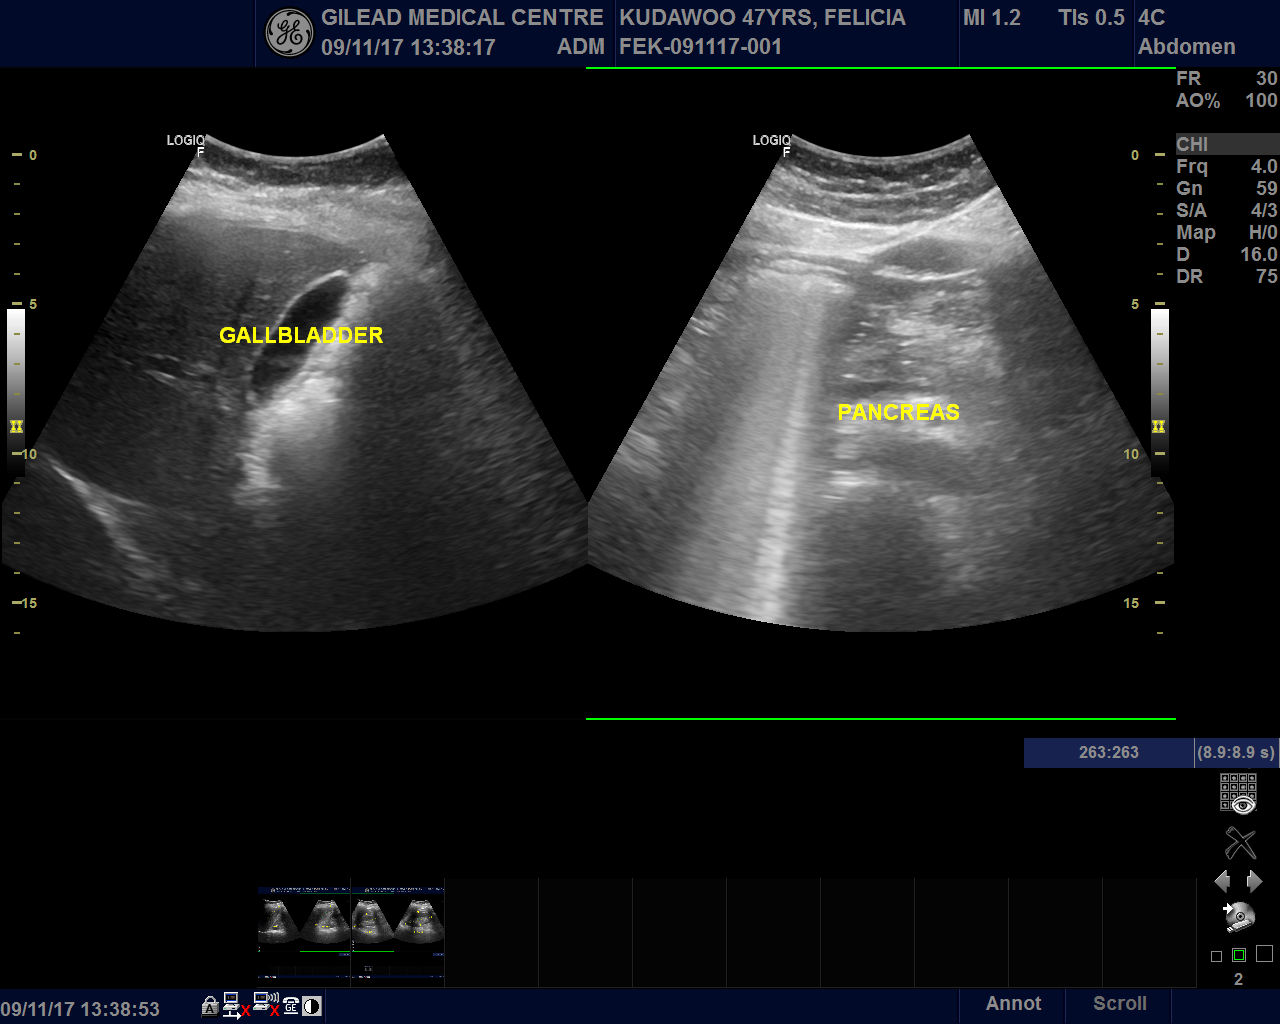 GILEAD MEDICAL CENTRE
09/11/17 13:38:17 ADM
KUDAWOO 47YRS, FELICIA
FEK-091117-001
MI 1.2 TIs 0.5
4C
Abdomen
FR 30
AO% 100
CHI
Frq 4.0
Gn 59
S/A 4/3
Map H/0
D 16.0
DR 75
LOGIQ
F
0
5
10
15
GALLBLADDER
LOGIQ
F
0
5
10
15
PANCREAS
263:263 (8.9:8.9 s)
2
09/11/17 13:38:53
Annot
Scroll